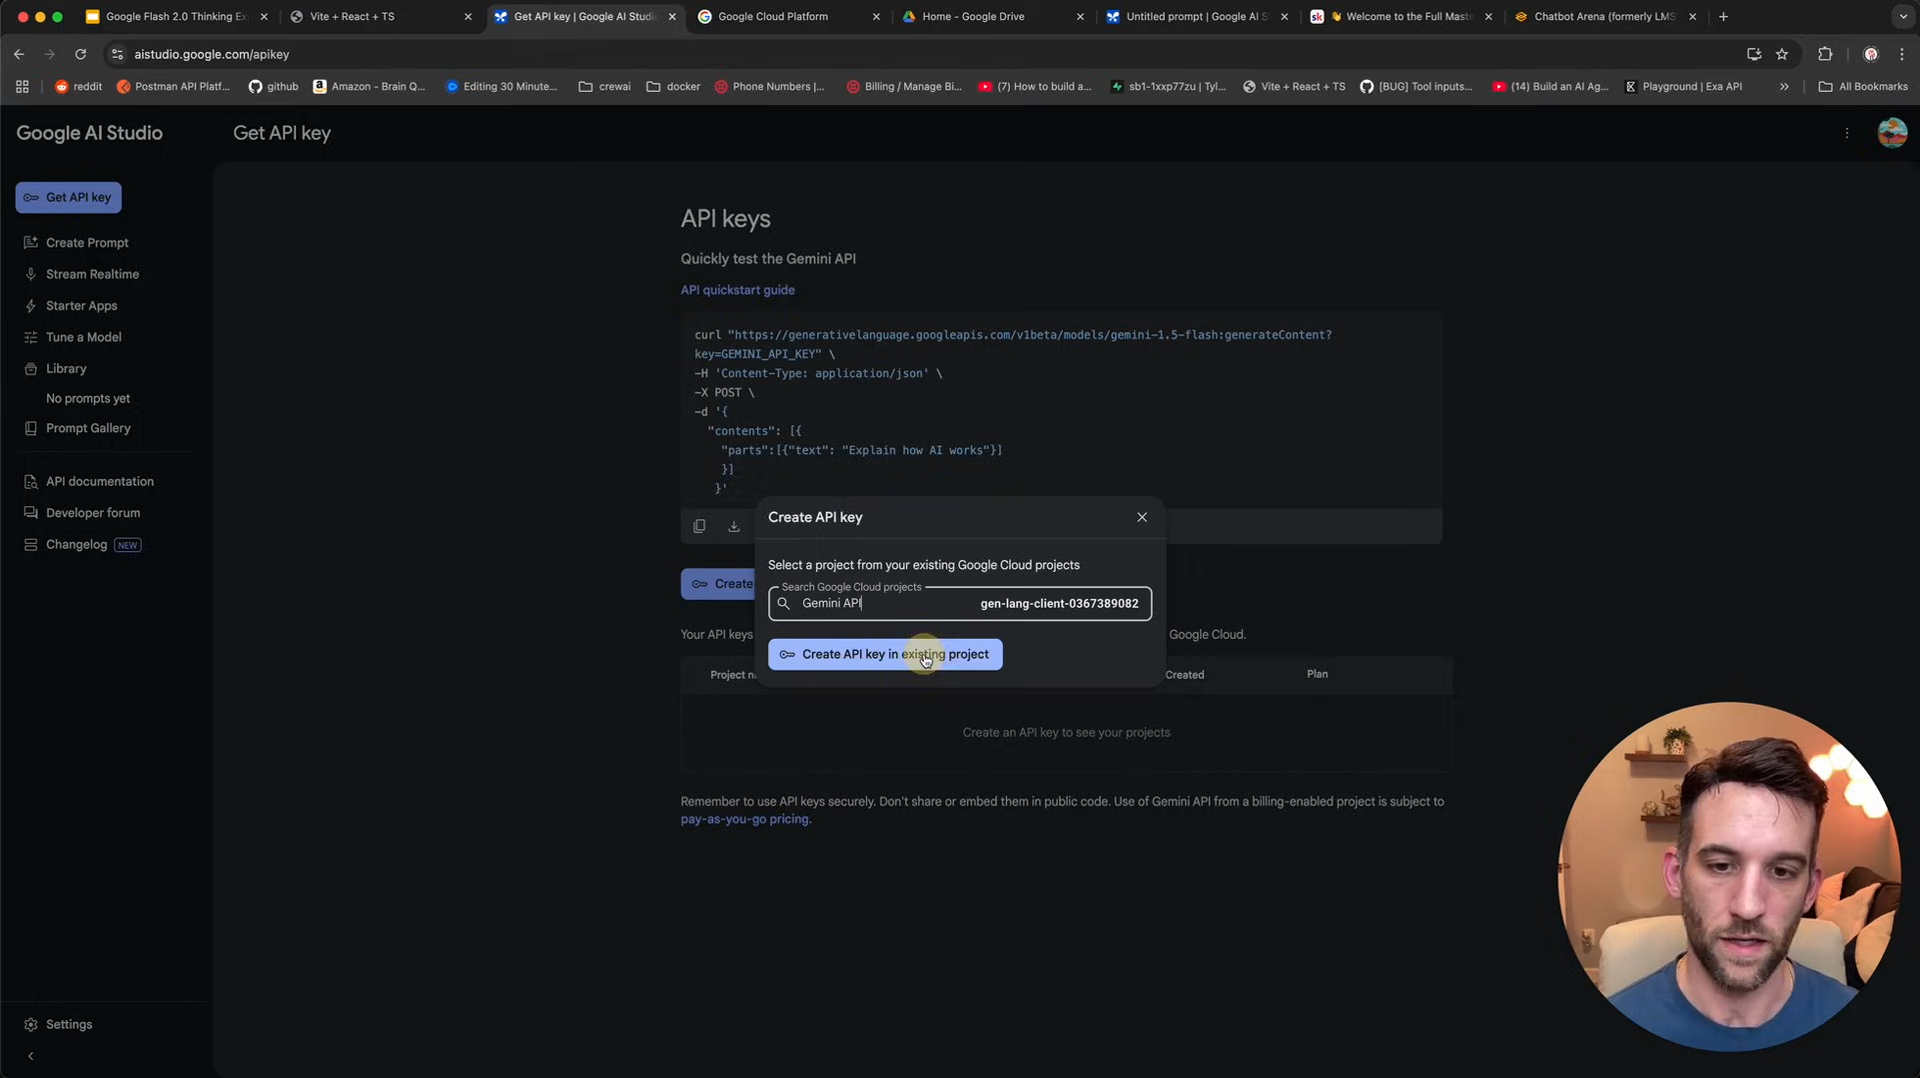 Google Flash 2.0 Thinking Ex
Vite + React + TS
Get API key | Google AI Studio
Google Cloud Platform
Home - Google Drive
Untitled prompt | Google AI S
👋 Welcome to the Full Mast
Chatbot Arena (formerly LMS
aistudio.google.com/apikey
reddit
Postman API Platf...
github
Amazon - Brain Q...
Editing 30 Minute...
crewai
docker
Phone Numbers |...
Billing / Manage Bi...
(7) How to build a...
sb1-1xxp77zu | Tyl...
Vite + React + TS
[BUG] Tool inputs...
(14) Build an AI Ag...
Playground | Exa API
All Bookmarks
Google AI Studio
Get API key
Get API key
Create Prompt
Stream Realtime
Starter Apps
Tune a Model
Library
No prompts yet
Prompt Gallery
API documentation
Developer forum
Changelog NEW
Settings
API keys
Quickly test the Gemini API
API quickstart guide
curl "https://generativelanguage.googleapis.com/v1beta/models/gemini-1.5-flash:generateContent?
key=GEMINI_API_KEY" \
-H 'Content-Type: application/json' \
-X POST \
-d '{
"contents": [{
"parts":[{"text": "Explain how AI works"}]
}]
}'
Create API key
Select a project from your existing Google Cloud projects
Search Google Cloud projects
Gemini API gen-lang-client-0367389082
Create API key in existing project
Create
Your API keys Google Cloud.
Project n Created Plan
Create an API key to see your projects
Remember to use API keys securely. Don't share or embed them in public code. Use of Gemini API from a billing-enabled project is subject to
pay-as-you-go pricing.